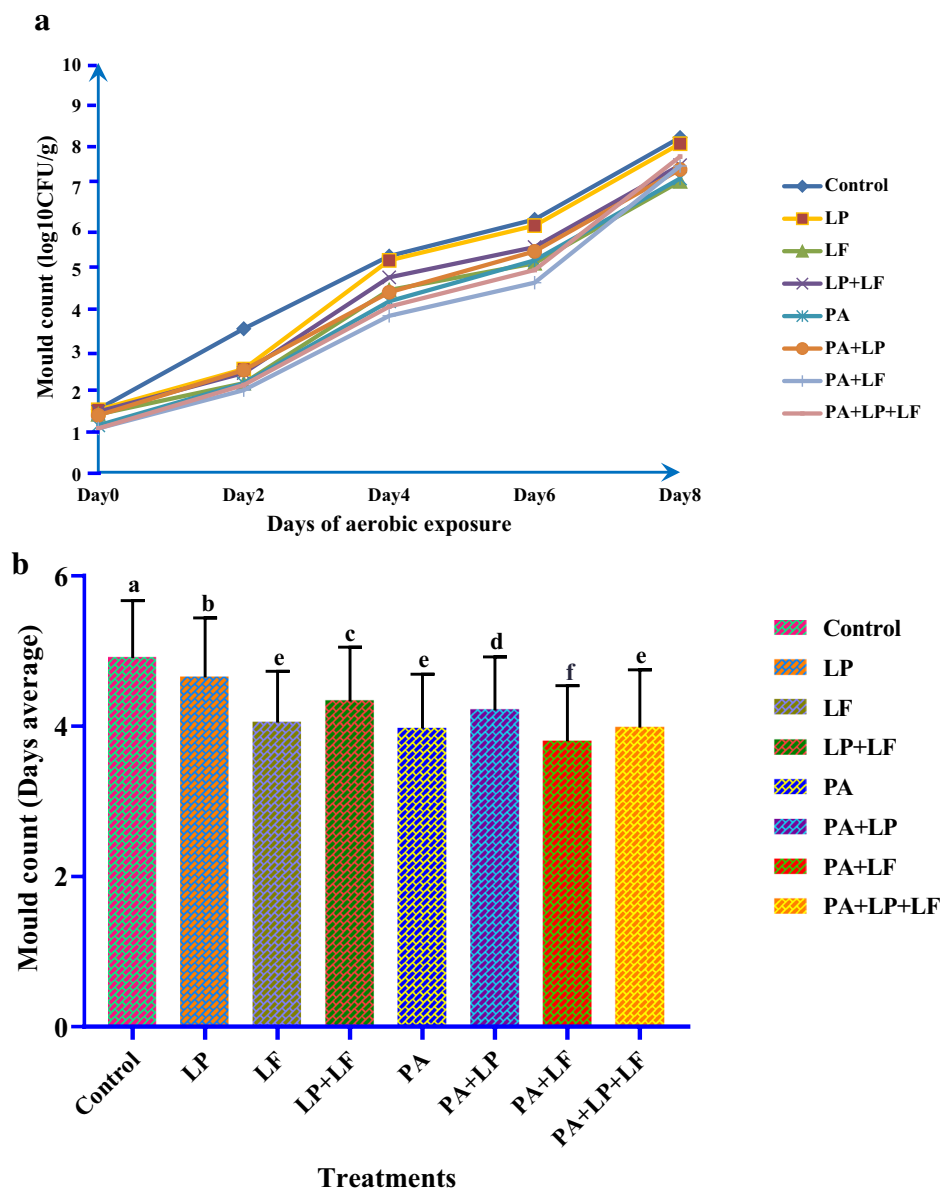 a
Mould count (log10CFU/g)
10
9
8
7
6
5
4
3
2
1
0
Day0 Day2 Day4 Day6 Day8
Days of aerobic exposure
Control
LP
LF
LP+LF
PA
PA+LP
PA+LF
PA+LP+LF
b
Mould count (Days average)
6
4
2
0
a b e c e d f e
Control LP LF LP+LF PA PA+LP PA+LF PA+LP+LF
Treatments
Control
LP
LF
LP+LF
PA
PA+LP
PA+LF
PA+LP+LF